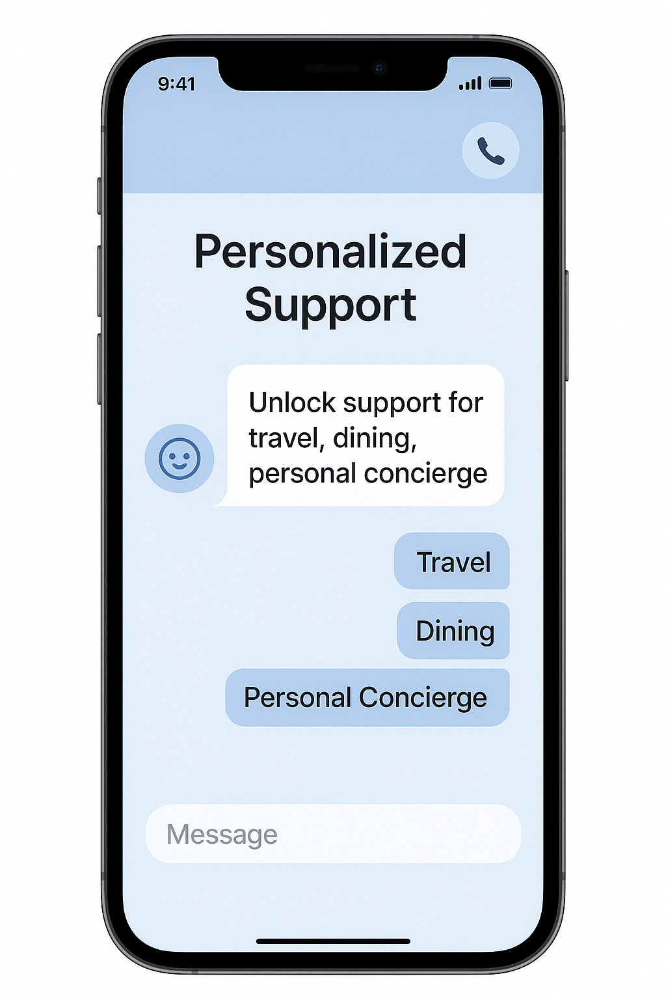 9:41
Personalized
Support
Unlock support for
travel, dining,
personal concierge
Travel
Dining
Personal Concierge
Message